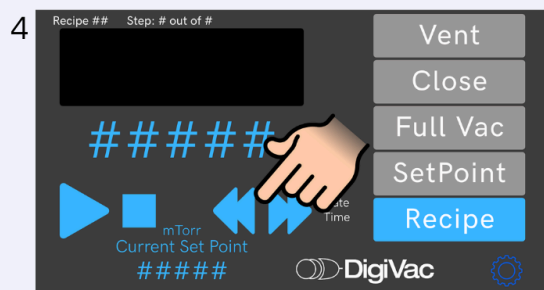 4
Recipe ## Step: # out of #
#####
mTorr
Current Set Point
#####
Time
Vent
Close
Full Vac
SetPoint
Recipe
DigiVac